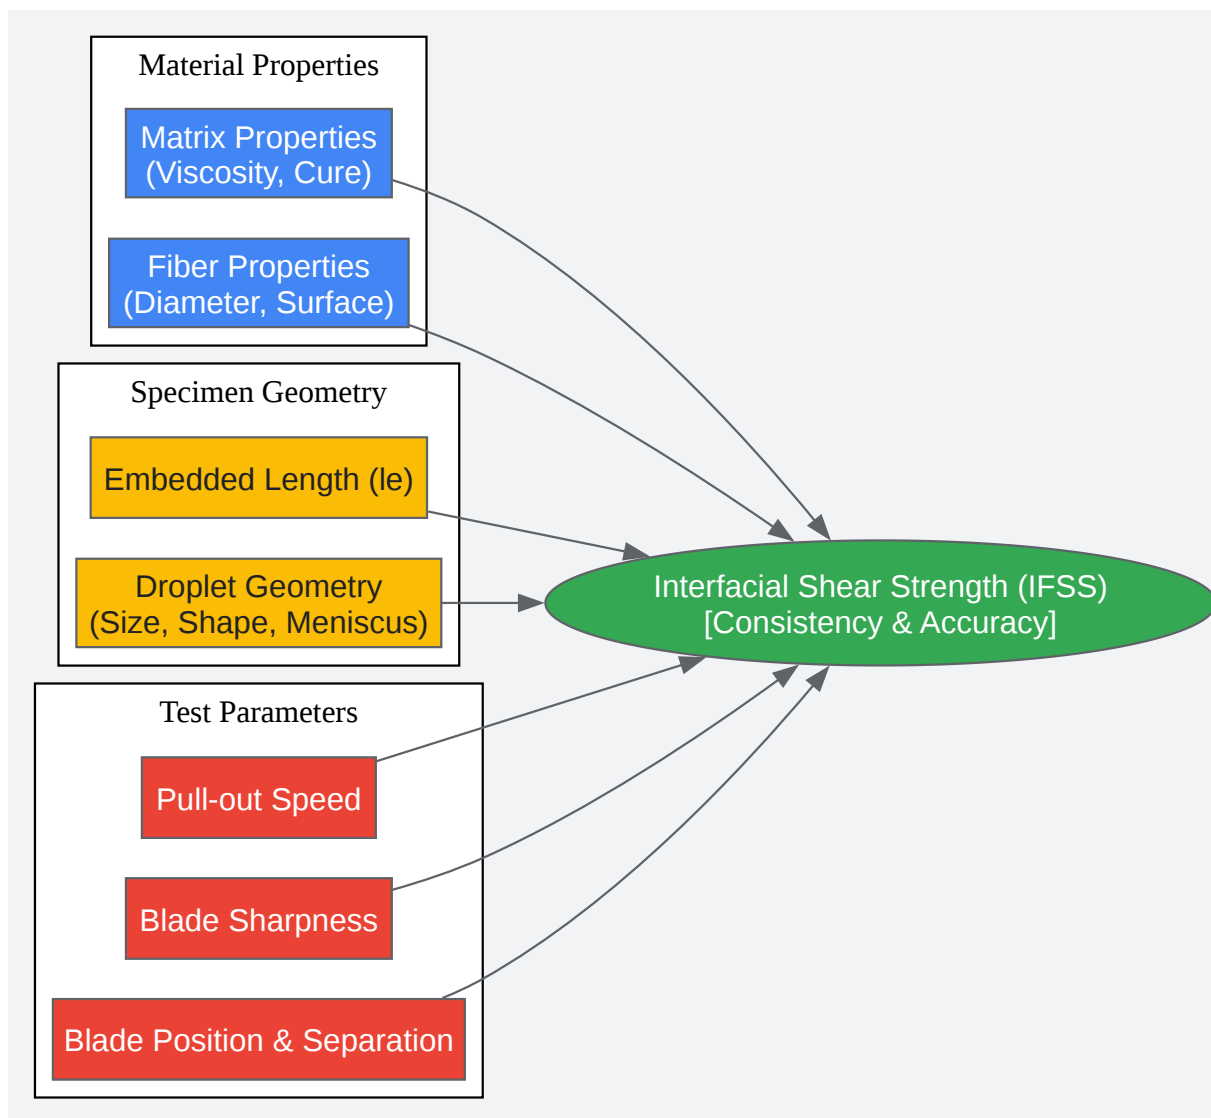 Material Properties
Matrix Properties
(Viscosity, Cure)
Fiber Properties
(Diameter, Surface)
Specimen Geometry
Embedded Length (le)
Droplet Geometry
(Size, Shape, Meniscus)
Interfacial Shear Strength (IFSS)
[Consistency & Accuracy]
Test Parameters
Pull-out Speed
Blade Sharpness
Blade Position & Separation